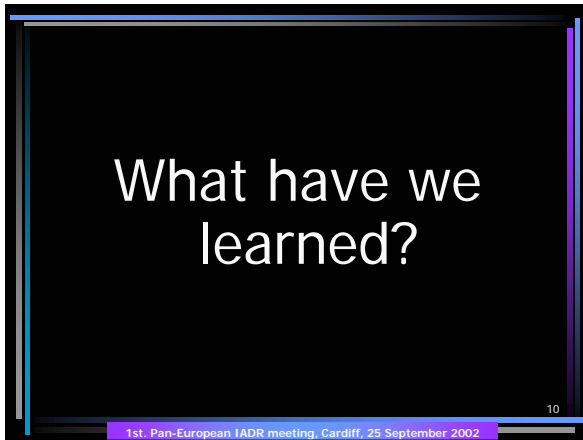 What have we
learned?
10
1st. Pan-European IADR meeting, Cardiff, 25 September 2002